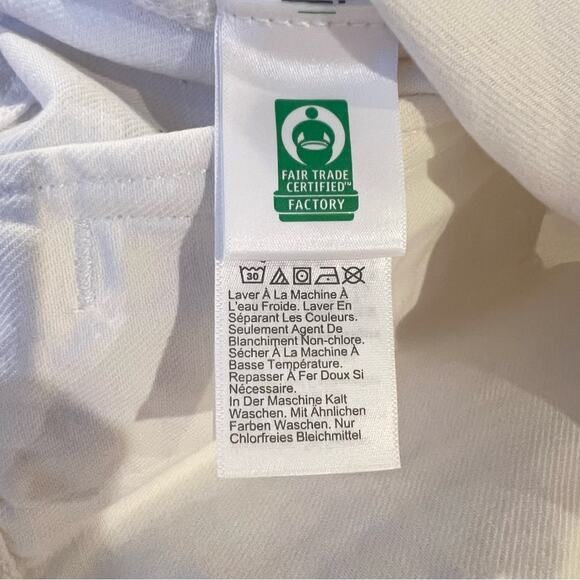 FAIR TRADE
CERTIFIED™
FACTORY
30
Laver À La Machine À
L'eau Froide. Laver En
Séparant Les Couleurs.
Seulement Agent De
Blanchiment Non-chlore.
Sécher À La Machine À
Basse Température.
Repasser À Fer Doux Si
Nécessaire.
In Der Maschine Kalt
Waschen. Mit Ähnlichen
Farben Waschen. Nur
Chlorfreies Bleichmittel